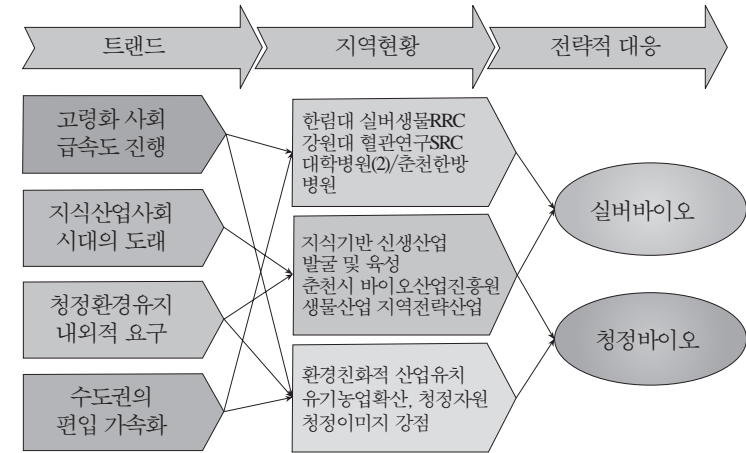 트랜드
지역현황
전략적 대응
고령화 사회
급속도 진행
지식산업사회
시대의 도래
청정환경유지
내외적 요구
수도권의
편입 가속화
한림대 실버생물RRC
강원대 혈관연구SRC
대학병원(2)/춘천한방
병원
지식기반 신생산업
발굴 및 육성
춘천시 바이오산업진흥원
생물산업 지역전략산업
환경친화적 산업유치
유기농업확산, 청정자원
청정이미지 강점
실버바이오
청정바이오